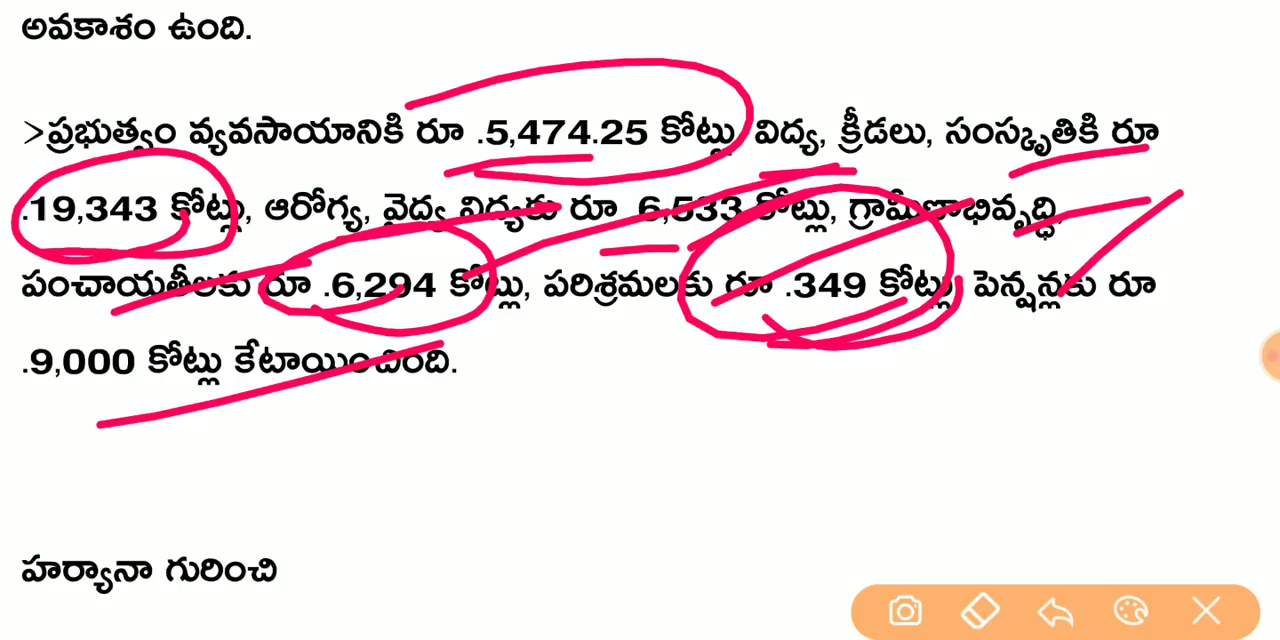 అవకాశం ఉంది.
>ప్రభుత్వం వ్యవసాయానికి రూ .5,474.25 కోట్లు, విద్య, క్రీడలు, సంస్కృతికి రూ
.19,343 కోట్లు, ఆరోగ్య, వైద్య విద్యకు రూ .6,533 కోట్లు, గ్రామీణాభివృద్ధి,
పంచాయతీలకు రూ .6,294 కోట్లు, పరిశ్రమలకు రూ .349 కోట్లు, పెన్షన్లకు రూ
.9,000 కోట్లు కేటాయించింది.
హర్యానా గురించి